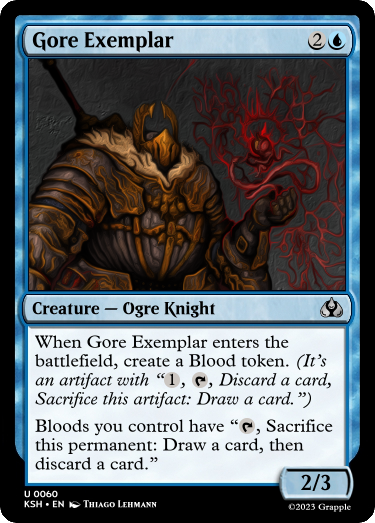 Gore Exemplar 2
Creature — Ogre Knight
When Gore Exemplar enters the
battlefield, create a Blood token. (It's
an artifact with “1, , Discard a card,
Sacrifice this artifact: Draw a card.”)
Bloods you control have “, Sacrifice
this permanent: Draw a card, then
discard a card.”
2/3
U 0060
KSH • EN Thiago Lehmann
©2023 Grapple